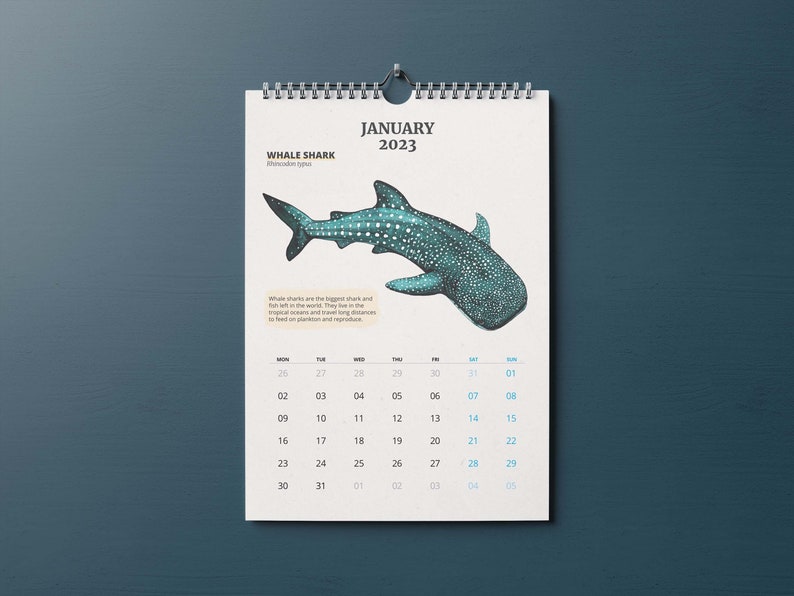 JANUARY
2023
WHALE SHARK
Rhincodon typus
Whale sharks are the biggest shark and
fish left in the world. They live in the
tropical oceans and travel long distances
to feed on plankton and reproduce.
MON TUE WED THU FRI SAT SUN
26 27 28 29 30 31 01
02 03 04 05 06 07 08
09 10 11 12 13 14 15
16 17 18 19 20 21 22
23 24 25 26 27 28 29
30 31 01 02 03 04 05